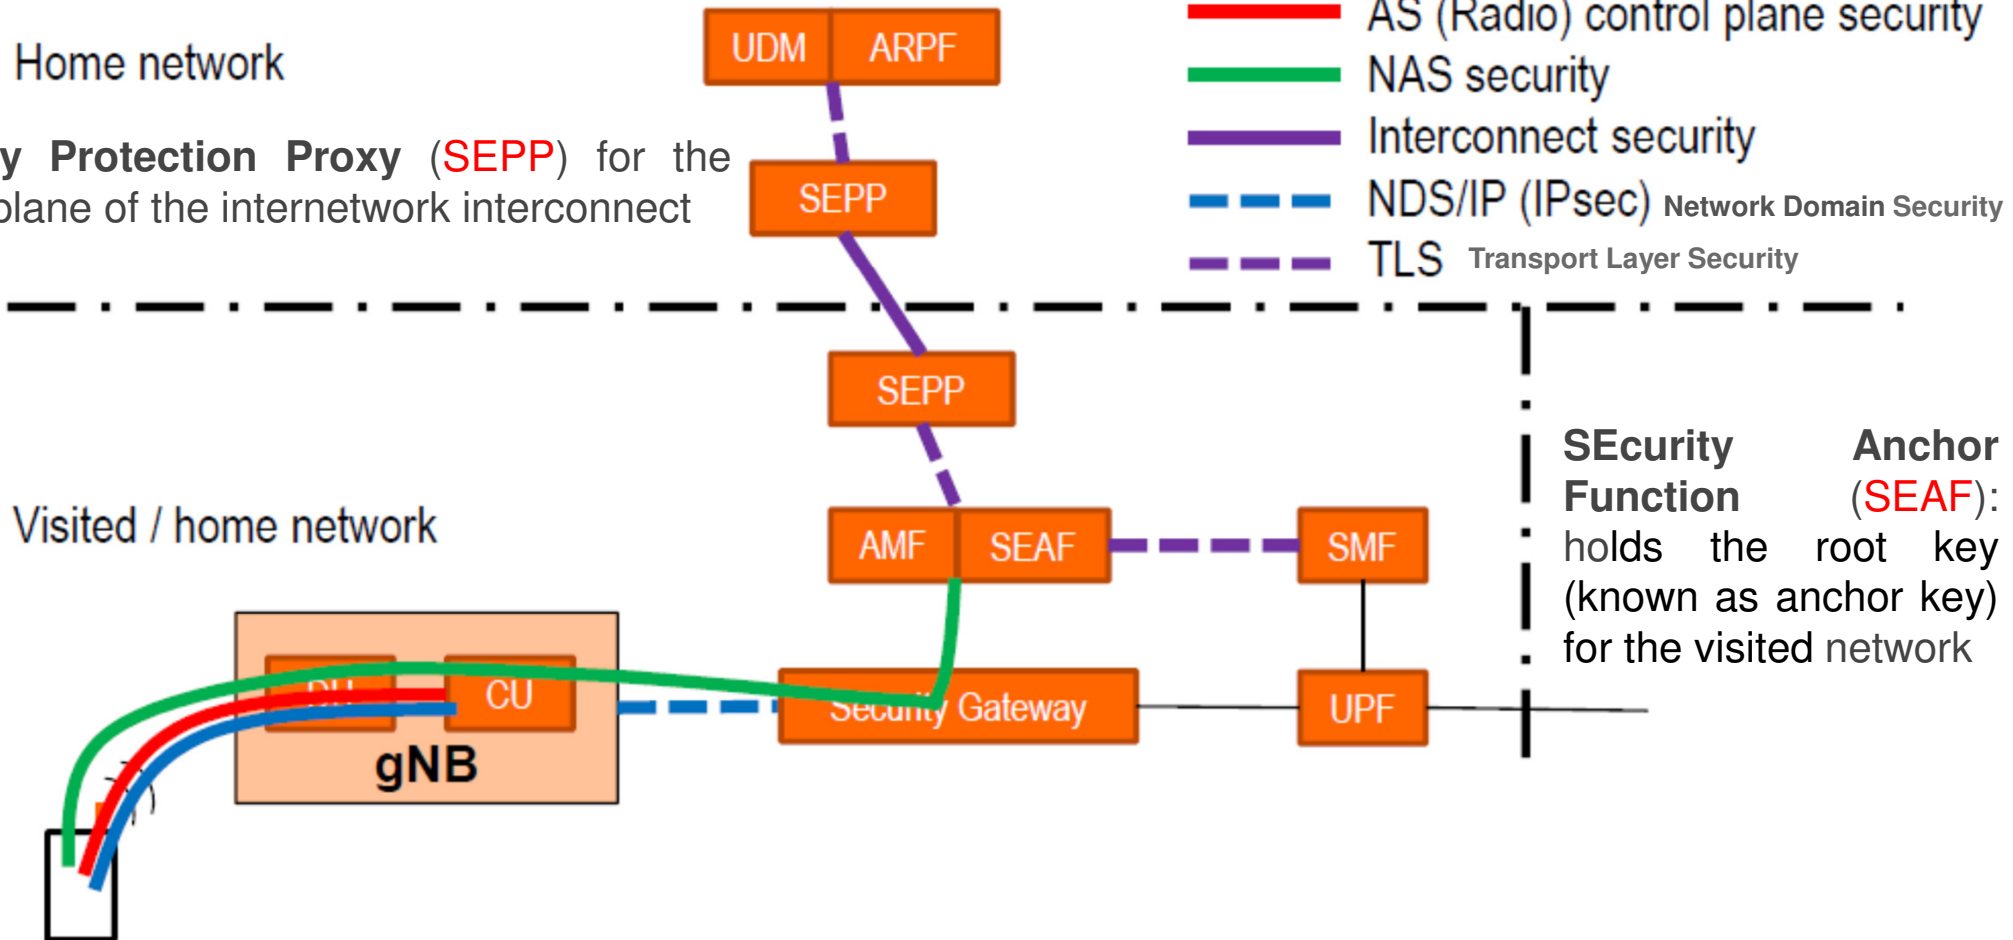 AS (Radio) control plane security
UDM ARPF
Home network
NAS security
y Protection Proxy (SEPP) for the
Interconnect security
SEPP
plane of the internetwork interconnect
NDS/IP (IPsec) Network Domain Security
TLS Transport Layer Security
SEPP
SEcurity Anchor
Function (SEAF):
holds the root key
(known as anchor key)
for the visited network
Visited / home network
AMF SEAF
SMF
CU
Security Gateway
UPF
gNB